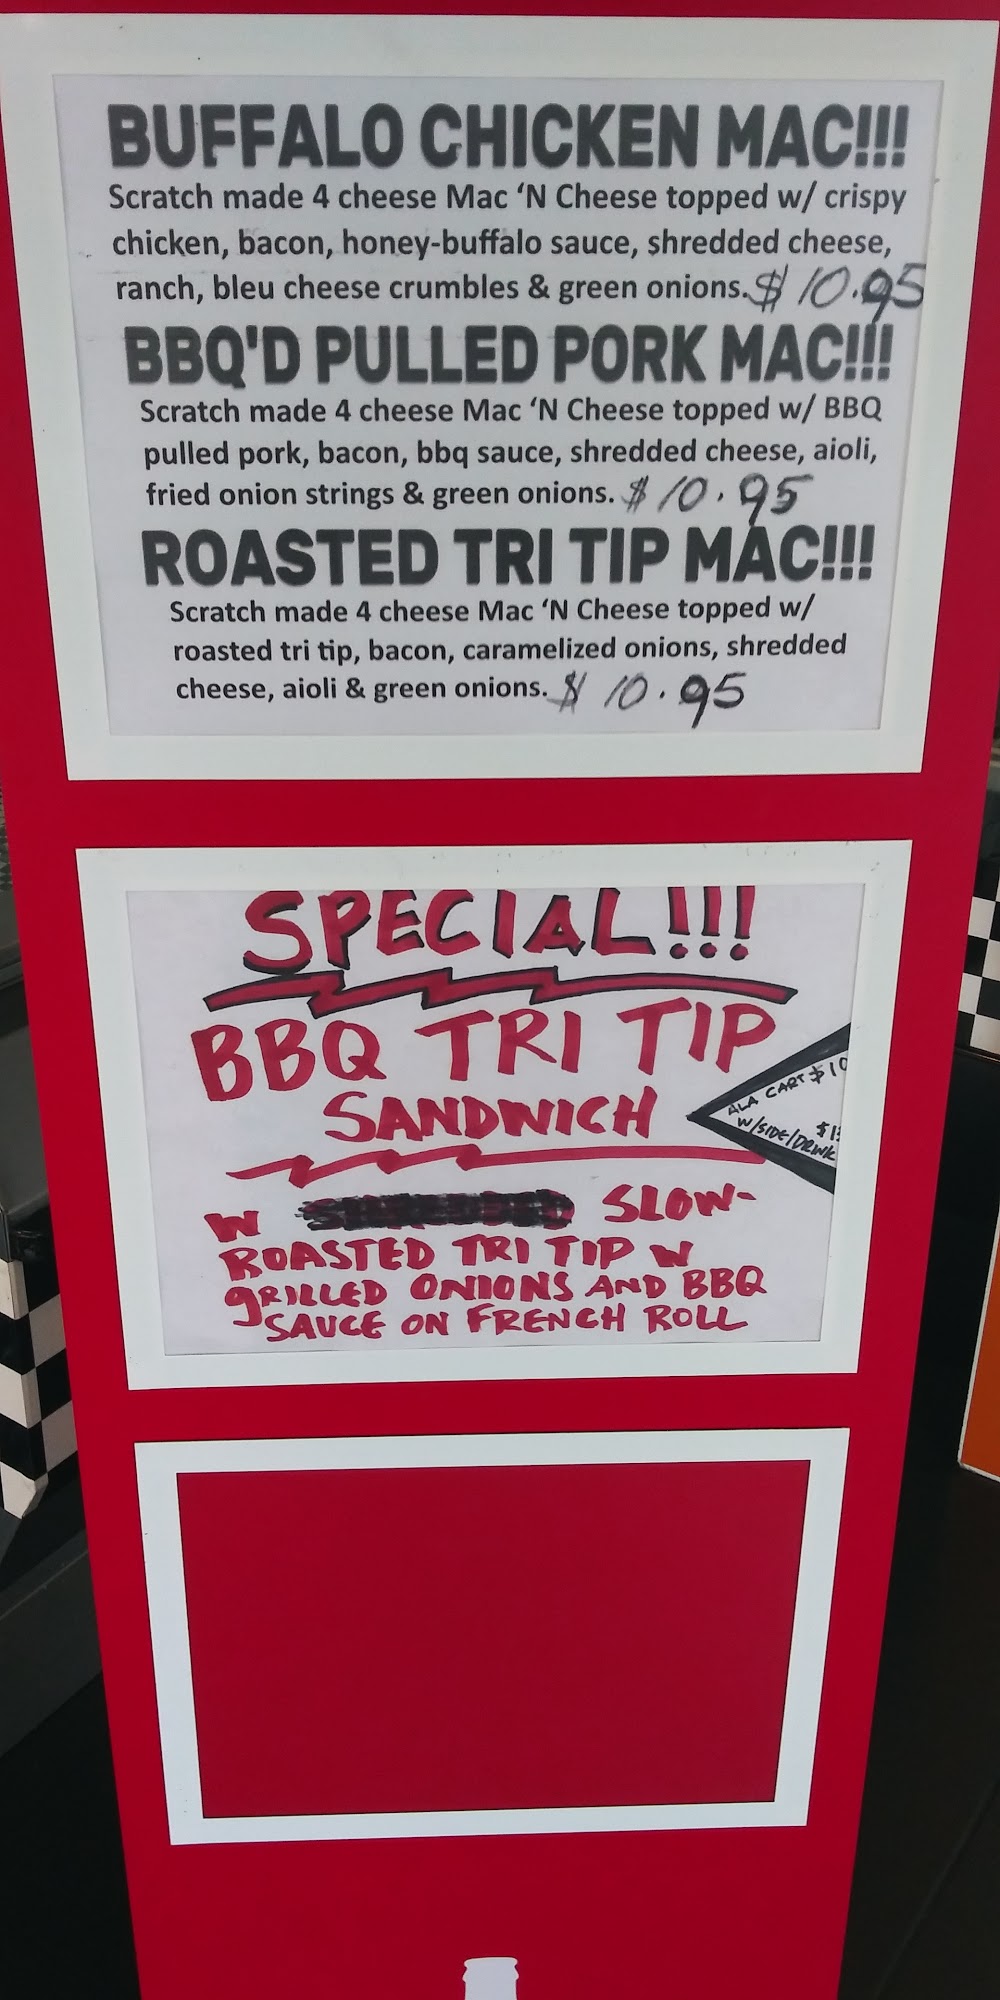 BUFFALO CHICKEN MAC!!!
Scratch made 4 cheese Mac ‘N Cheese topped w/ crispy
chicken, bacon, honey-buffalo sauce, shredded cheese,
ranch, bleu cheese crumbles & green onions. $10.95
BBQ'D PULLED PORK MAC!!!
Scratch made 4 cheese Mac ‘N Cheese topped w/ BBQ
pulled pork, bacon, bbq sauce, shredded cheese, aioli,
fried onion strings & green onions. $10.95
ROASTED TRI TIP MAC!!!
Scratch made 4 cheese Mac ‘N Cheese topped w/
roasted tri tip, bacon, caramelized onions, shredded
cheese, aioli & green onions. $10.95
SPECIAL!!!
BBQ TRI TIP
SANDWICH
ALA CART $10
W/SIDE/DRINK
W SLOW-
ROASTED TRI TIP W
GRILLED ONIONS AND BBQ
SAUCE ON FRENCH ROLL